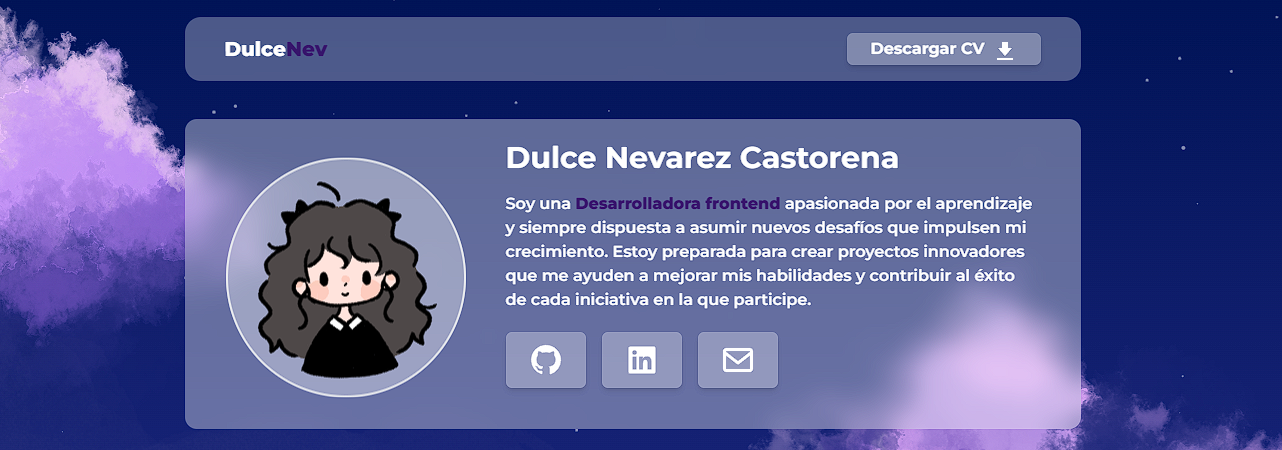 DulceNev
Descargar CV
Dulce Nevarez Castorena
Soy una Desarrolladora frontend apasionada por el aprendizaje
y siempre dispuesta a asumir nuevos desafíos que impulsen mi
crecimiento. Estoy preparada para crear proyectos innovadores
que me ayuden a mejorar mis habilidades y contribuir al éxito
de cada iniciativa en la que participe.
in